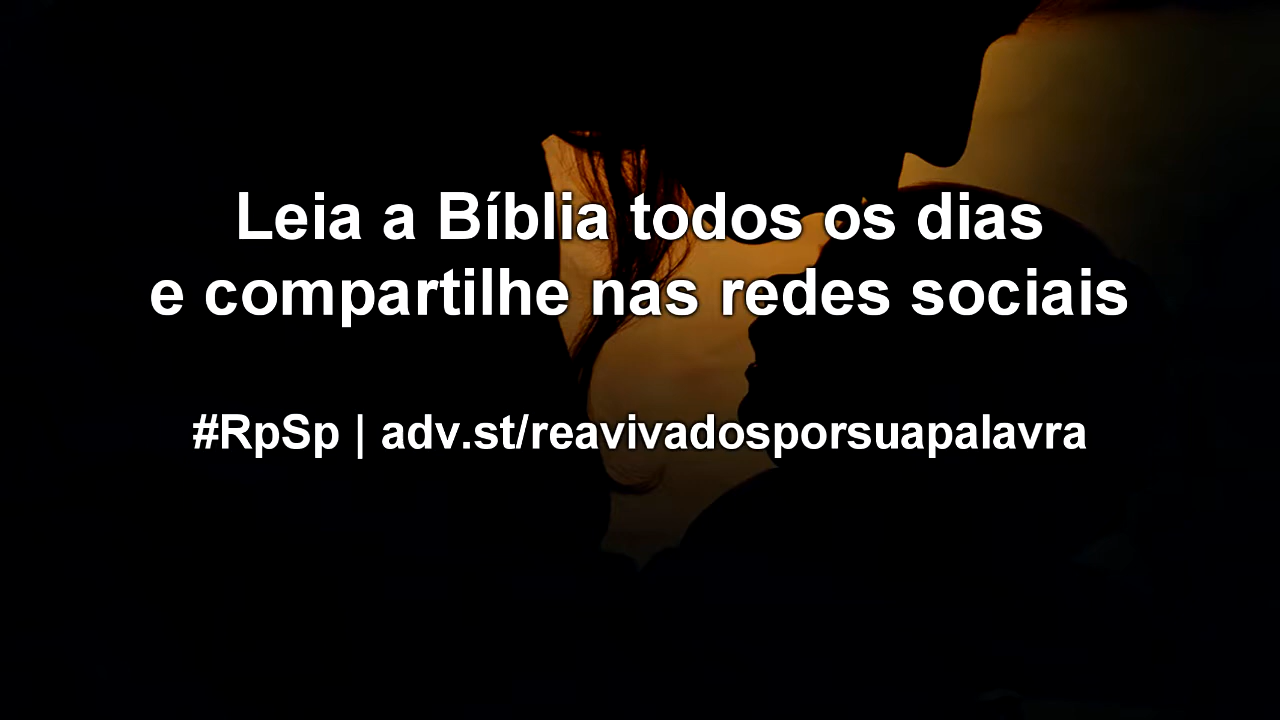 Leia a Bíblia todos os dias
e compartilhe nas redes sociais
#RpSp | adv.st/reavivadosporsuapalavra